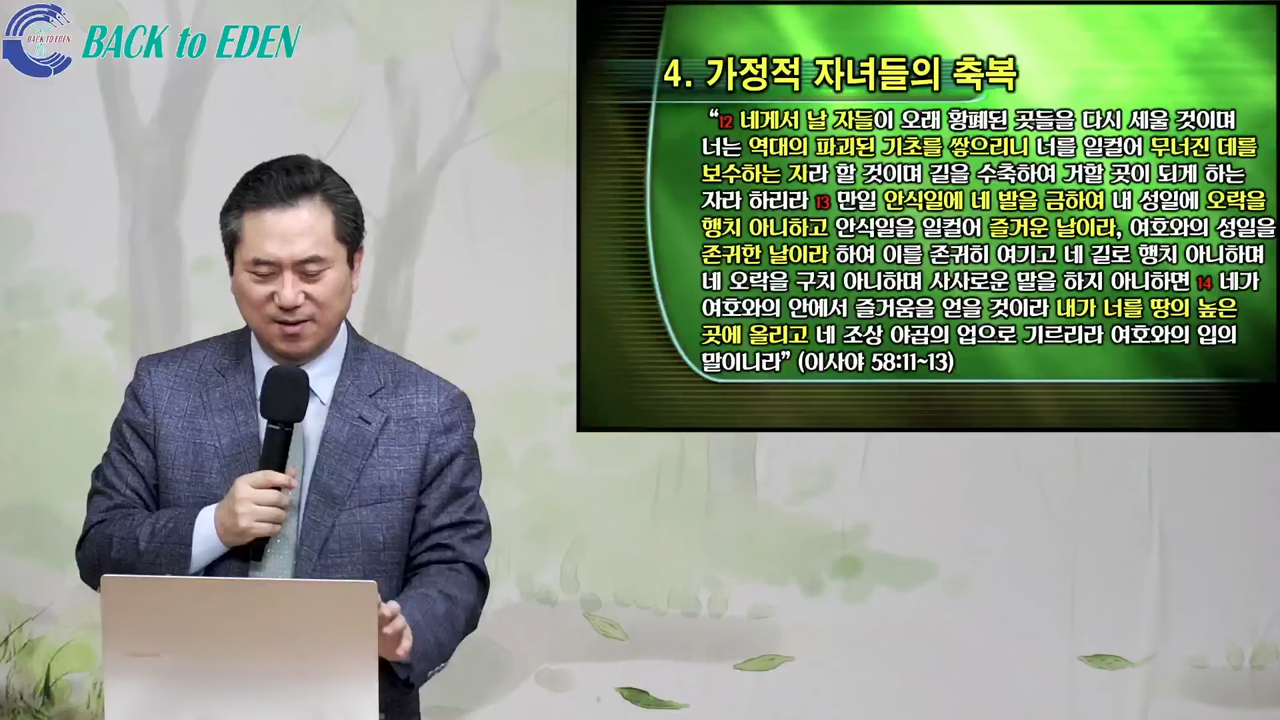 BACK TO EDEN
BACK to EDEN
4. 가정적 자녀들의 축복
“12 네게서 날 자들이 오래 황폐된 곳들을 다시 세울 것이며
너는 역대의 파괴된 기초를 쌓으리니 너를 일컬어 무너진 데를
보수하는 지라 할 것이며 길을 수축하여 거할 곳이 되게 하는
자라 하리라 13 만일 안식일에 네 발을 금하여 내 성일에 오락을
행치 아니하고 안식일을 일컬어 즐거운 날이라, 여호와의 성일을
존귀한 날이라 하여 이를 존귀히 여기고 네 길로 행치 아니하며
네 오락을 구치 아니하며 사사로운 말을 하지 아니하면 14 네가
여호와의 안에서 즐거움을 얻을 것이라 내가 너를 땅의 높은
곳에 올리고 네 조상 야곱의 업으로 기르리라 여호와의 입의
말이니라” (이사야 58:11~13)